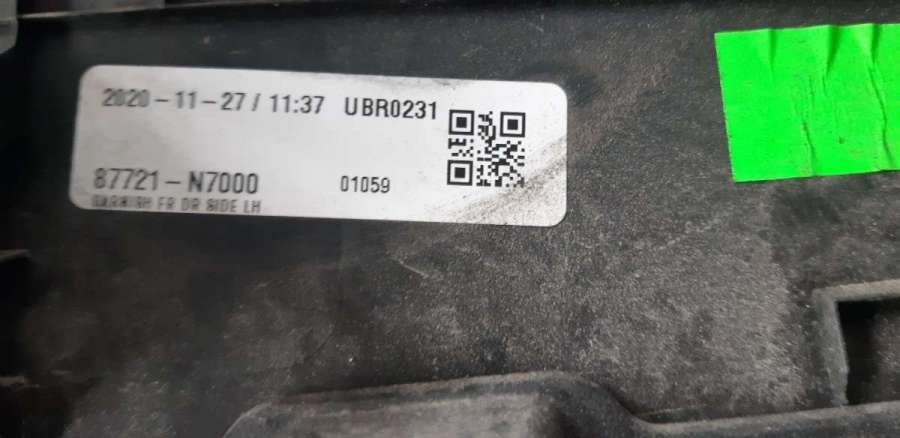 2020-11-27 / 11:37 UBR0231
87721-N7000 01059
GARNISH FR DR SIDE LH